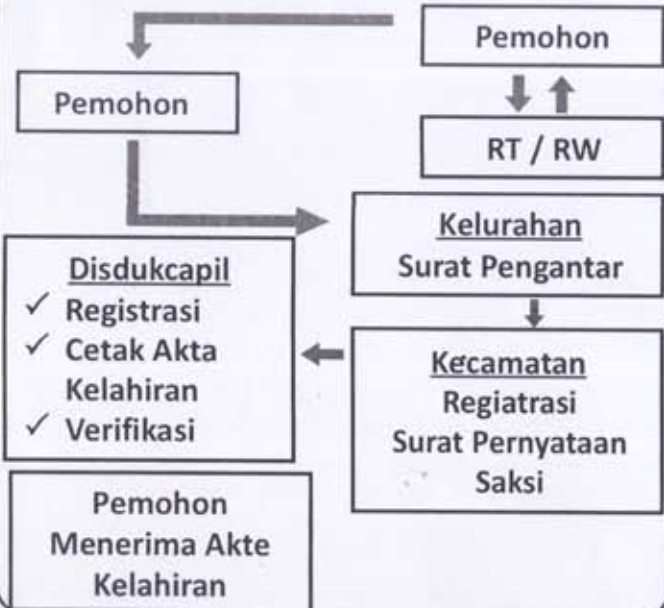 Pemohon
RT / RW
Pemohon
Kelurahan
Surat Pengantar
Kecamatan
Regiatrasi
Surat Pernyataan
Saksi
Disdukcapil
✓ Registrasi
✓ Cetak Akta
Kelahiran
✓ Verifikasi
Pemohon
Menerima Akte
Kelahiran